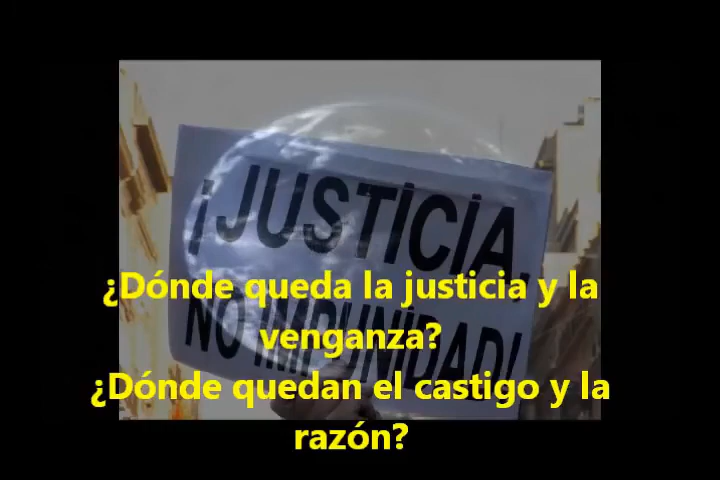 ¡JUSTICIA,
NO IMPUNIDAD!
¿Dónde queda la justicia y la
venganza?
¿Dónde quedan el castigo y la
razón?